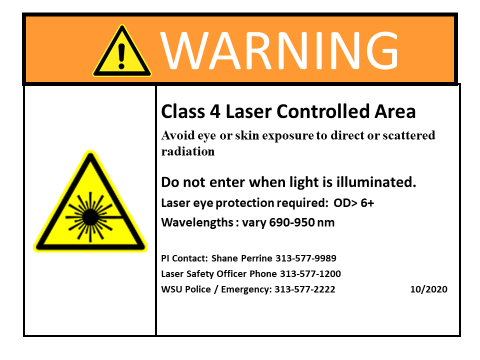 WARNING
Class 4 Laser Controlled Area
Avoid eye or skin exposure to direct or scattered
radiation
Do not enter when light is illuminated.
Laser eye protection required: OD> 6+
Wavelengths : vary 690-950 nm
PI Contact: Shane Perrine 313-577-9989
Laser Safety Officer Phone 313-577-1200
WSU Police / Emergency: 313-577-2222 10/2020